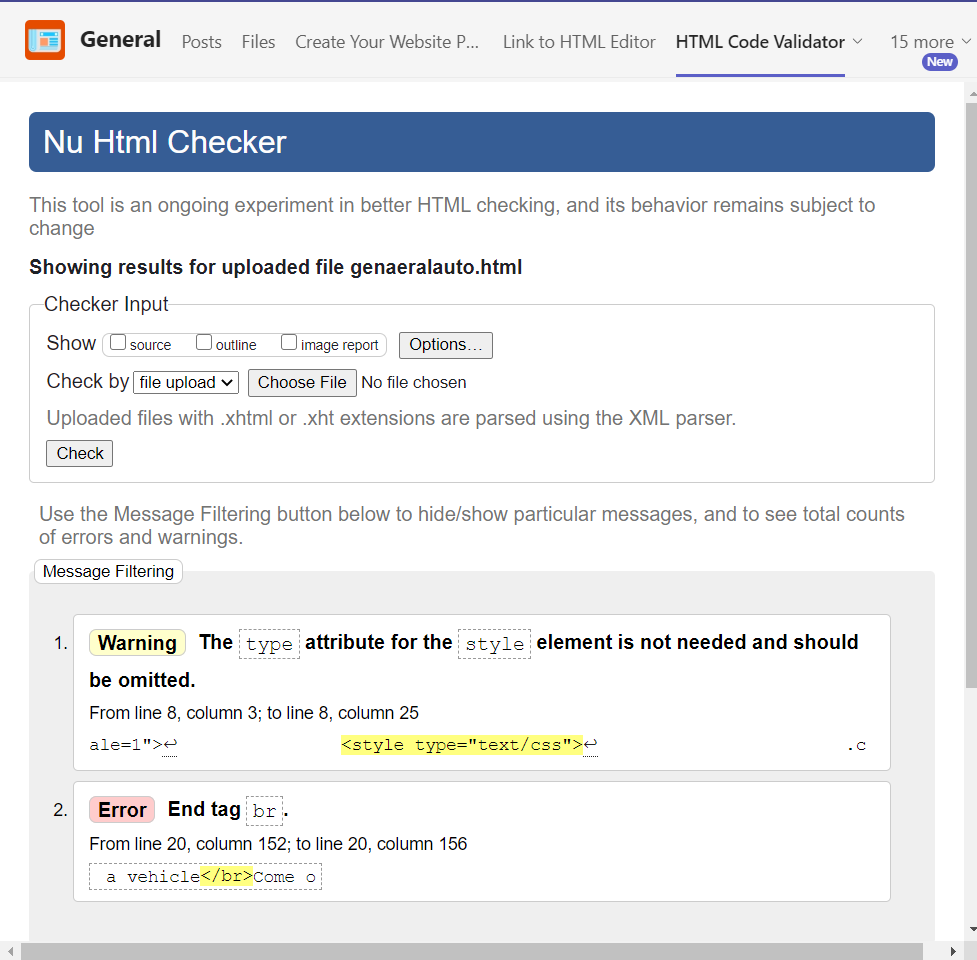 General Posts Files Create Your Website P... Link to HTML Editor HTML Code Validator 15 more
New
Nu Html Checker
This tool is an ongoing experiment in better HTML checking, and its behavior remains subject to
change
Showing results for uploaded file genaeralauto.html
Checker Input
Show source outline image report Options...
Check by file upload Choose File No file chosen
Uploaded files with .xhtml or .xht extensions are parsed using the XML parser.
Check
Use the Message Filtering button below to hide/show particular messages, and to see total counts
of errors and warnings.
Message Filtering
1. Warning The type attribute for the style element is not needed and should
be omitted.
From line 8, column 3; to line 8, column 25
ale=1">↩ <style type="text/css">↩ .c
2. Error End tag br.
From line 20, column 152; to line 20, column 156
a vehicle</br>Come o